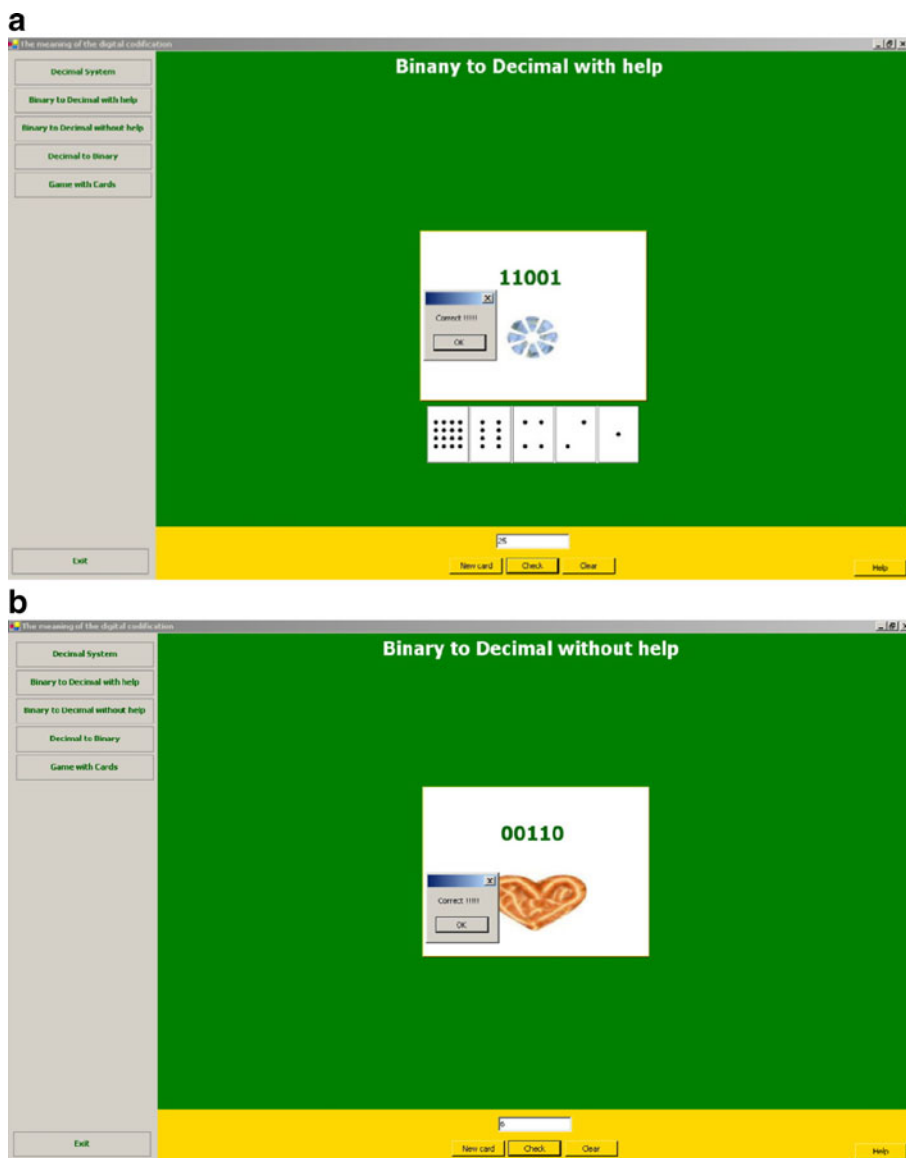 a
The meaning of the digital codification
Binany to Decimal with help
Decimal System
Binary to Decimal with help
Binary to Decimal without help
Decimal to Binary
Game with Cards
11001
Correct !!!!!
OK
25
New card Check Clear
Exit
Help
b
The meaning of the digital codification
Binary to Decimal without help
Decimal System
Binary to Decimal with help
Binary to Decimal without help
Decimal to Binary
Game with Cards
00110
Correct !!!!!
OK
6
New card Check Clear
Exit
Help